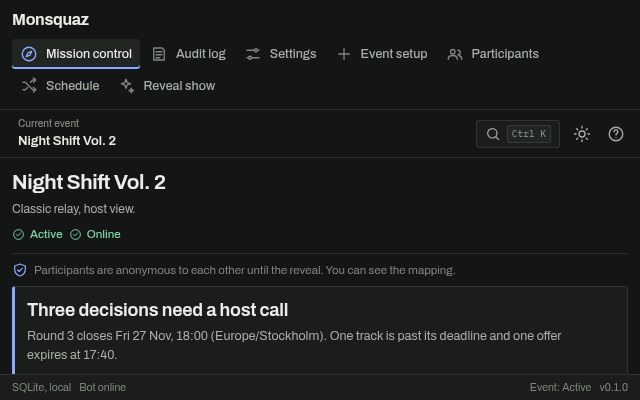 Monsquaz
Mission control
Audit log
Settings
Event setup
Participants
Schedule
Reveal show
Current event
Night Shift Vol. 2
Ctrl K
Night Shift Vol. 2
Classic relay, host view.
Active
Online
Participants are anonymous to each other until the reveal. You can see the mapping.
Three decisions need a host call
Round 3 closes Fri 27 Nov, 18:00 (Europe/Stockholm). One track is past its deadline and one offer
expires at 17:40.
SQLite, local
Bot online
Event: Active
v0.1.0